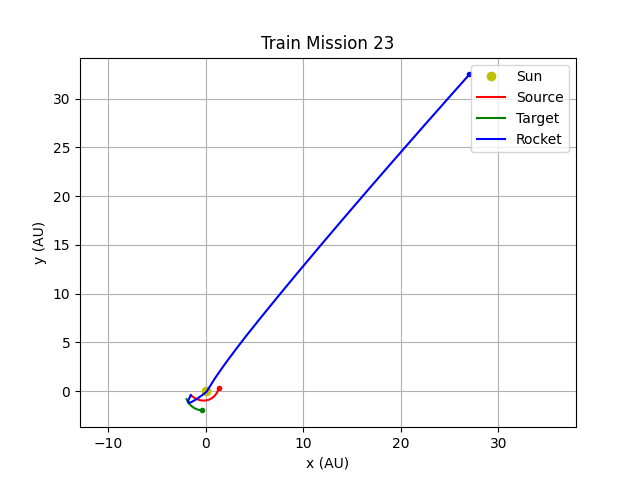 Train Mission 23
Sun
Source
Target
Rocket
y (AU)
30
25
20
15
10
5
0
−10 0 10 20 30
x (AU)